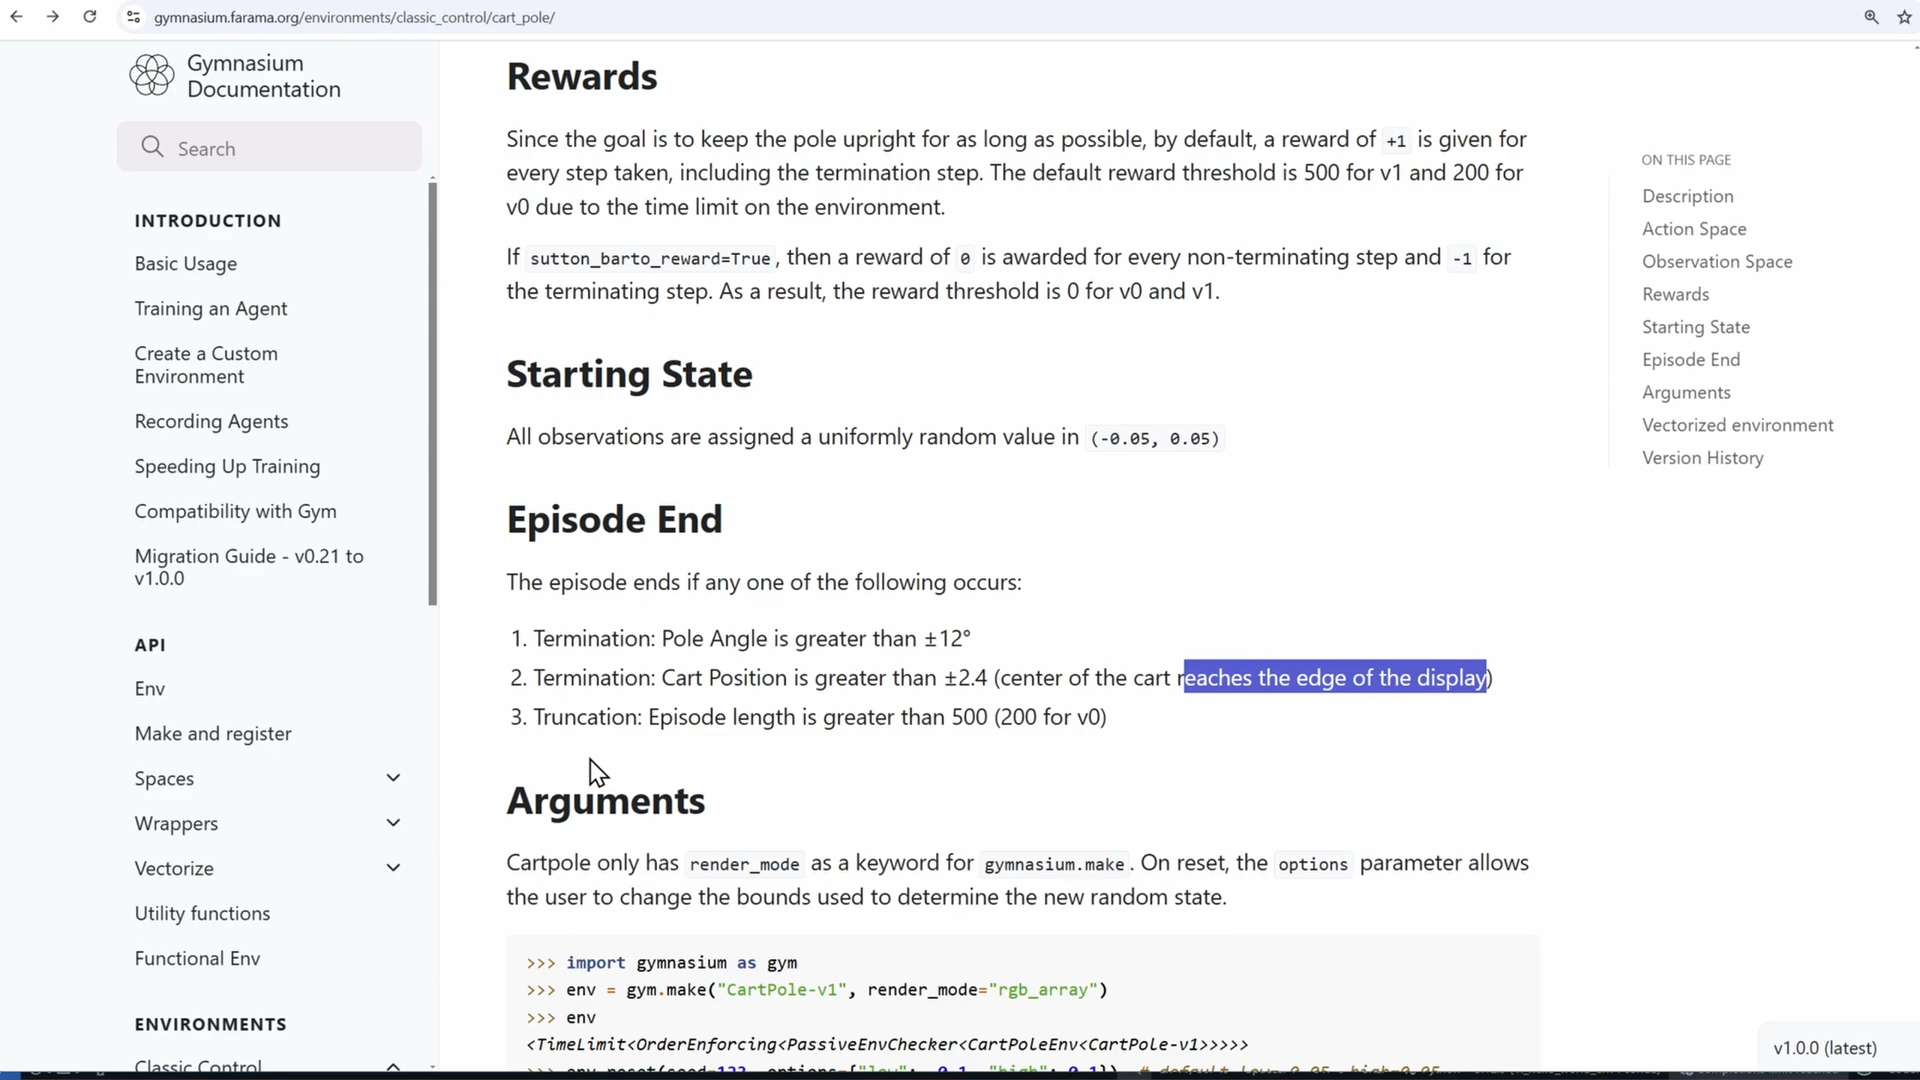 gymnasium.farama.org/environments/classic_control/cart_pole/
Gymnasium
Documentation
Search
INTRODUCTION
Basic Usage
Training an Agent
Create a Custom
Environment
Recording Agents
Speeding Up Training
Compatibility with Gym
Migration Guide - v0.21 to
v1.0.0
API
Env
Make and register
Spaces
Wrappers
Vectorize
Utility functions
Functional Env
ENVIRONMENTS
Classic Control
Rewards
Since the goal is to keep the pole upright for as long as possible, by default, a reward of +1 is given for
every step taken, including the termination step. The default reward threshold is 500 for v1 and 200 for
v0 due to the time limit on the environment.
If sutton_barto_reward=True, then a reward of 0 is awarded for every non-terminating step and -1 for
the terminating step. As a result, the reward threshold is 0 for v0 and v1.
Starting State
All observations are assigned a uniformly random value in (-0.05, 0.05)
Episode End
The episode ends if any one of the following occurs:
1. Termination: Pole Angle is greater than ±12°
2. Termination: Cart Position is greater than ±2.4 (center of the cart reaches the edge of the display)
3. Truncation: Episode length is greater than 500 (200 for v0)
Arguments
Cartpole only has render_mode as a keyword for gymnasium.make. On reset, the options parameter allows
the user to change the bounds used to determine the new random state.
>>> import gymnasium as gym
>>> env = gym.make("CartPole-v1", render_mode="rgb_array")
>>> env
<TimeLimit<OrderEnforcing<PassiveEnvChecker<CartPoleEnv<CartPole-v1>>>>>
ON THIS PAGE
Description
Action Space
Observation Space
Rewards
Starting State
Episode End
Arguments
Vectorized environment
Version History
v1.0.0 (latest)